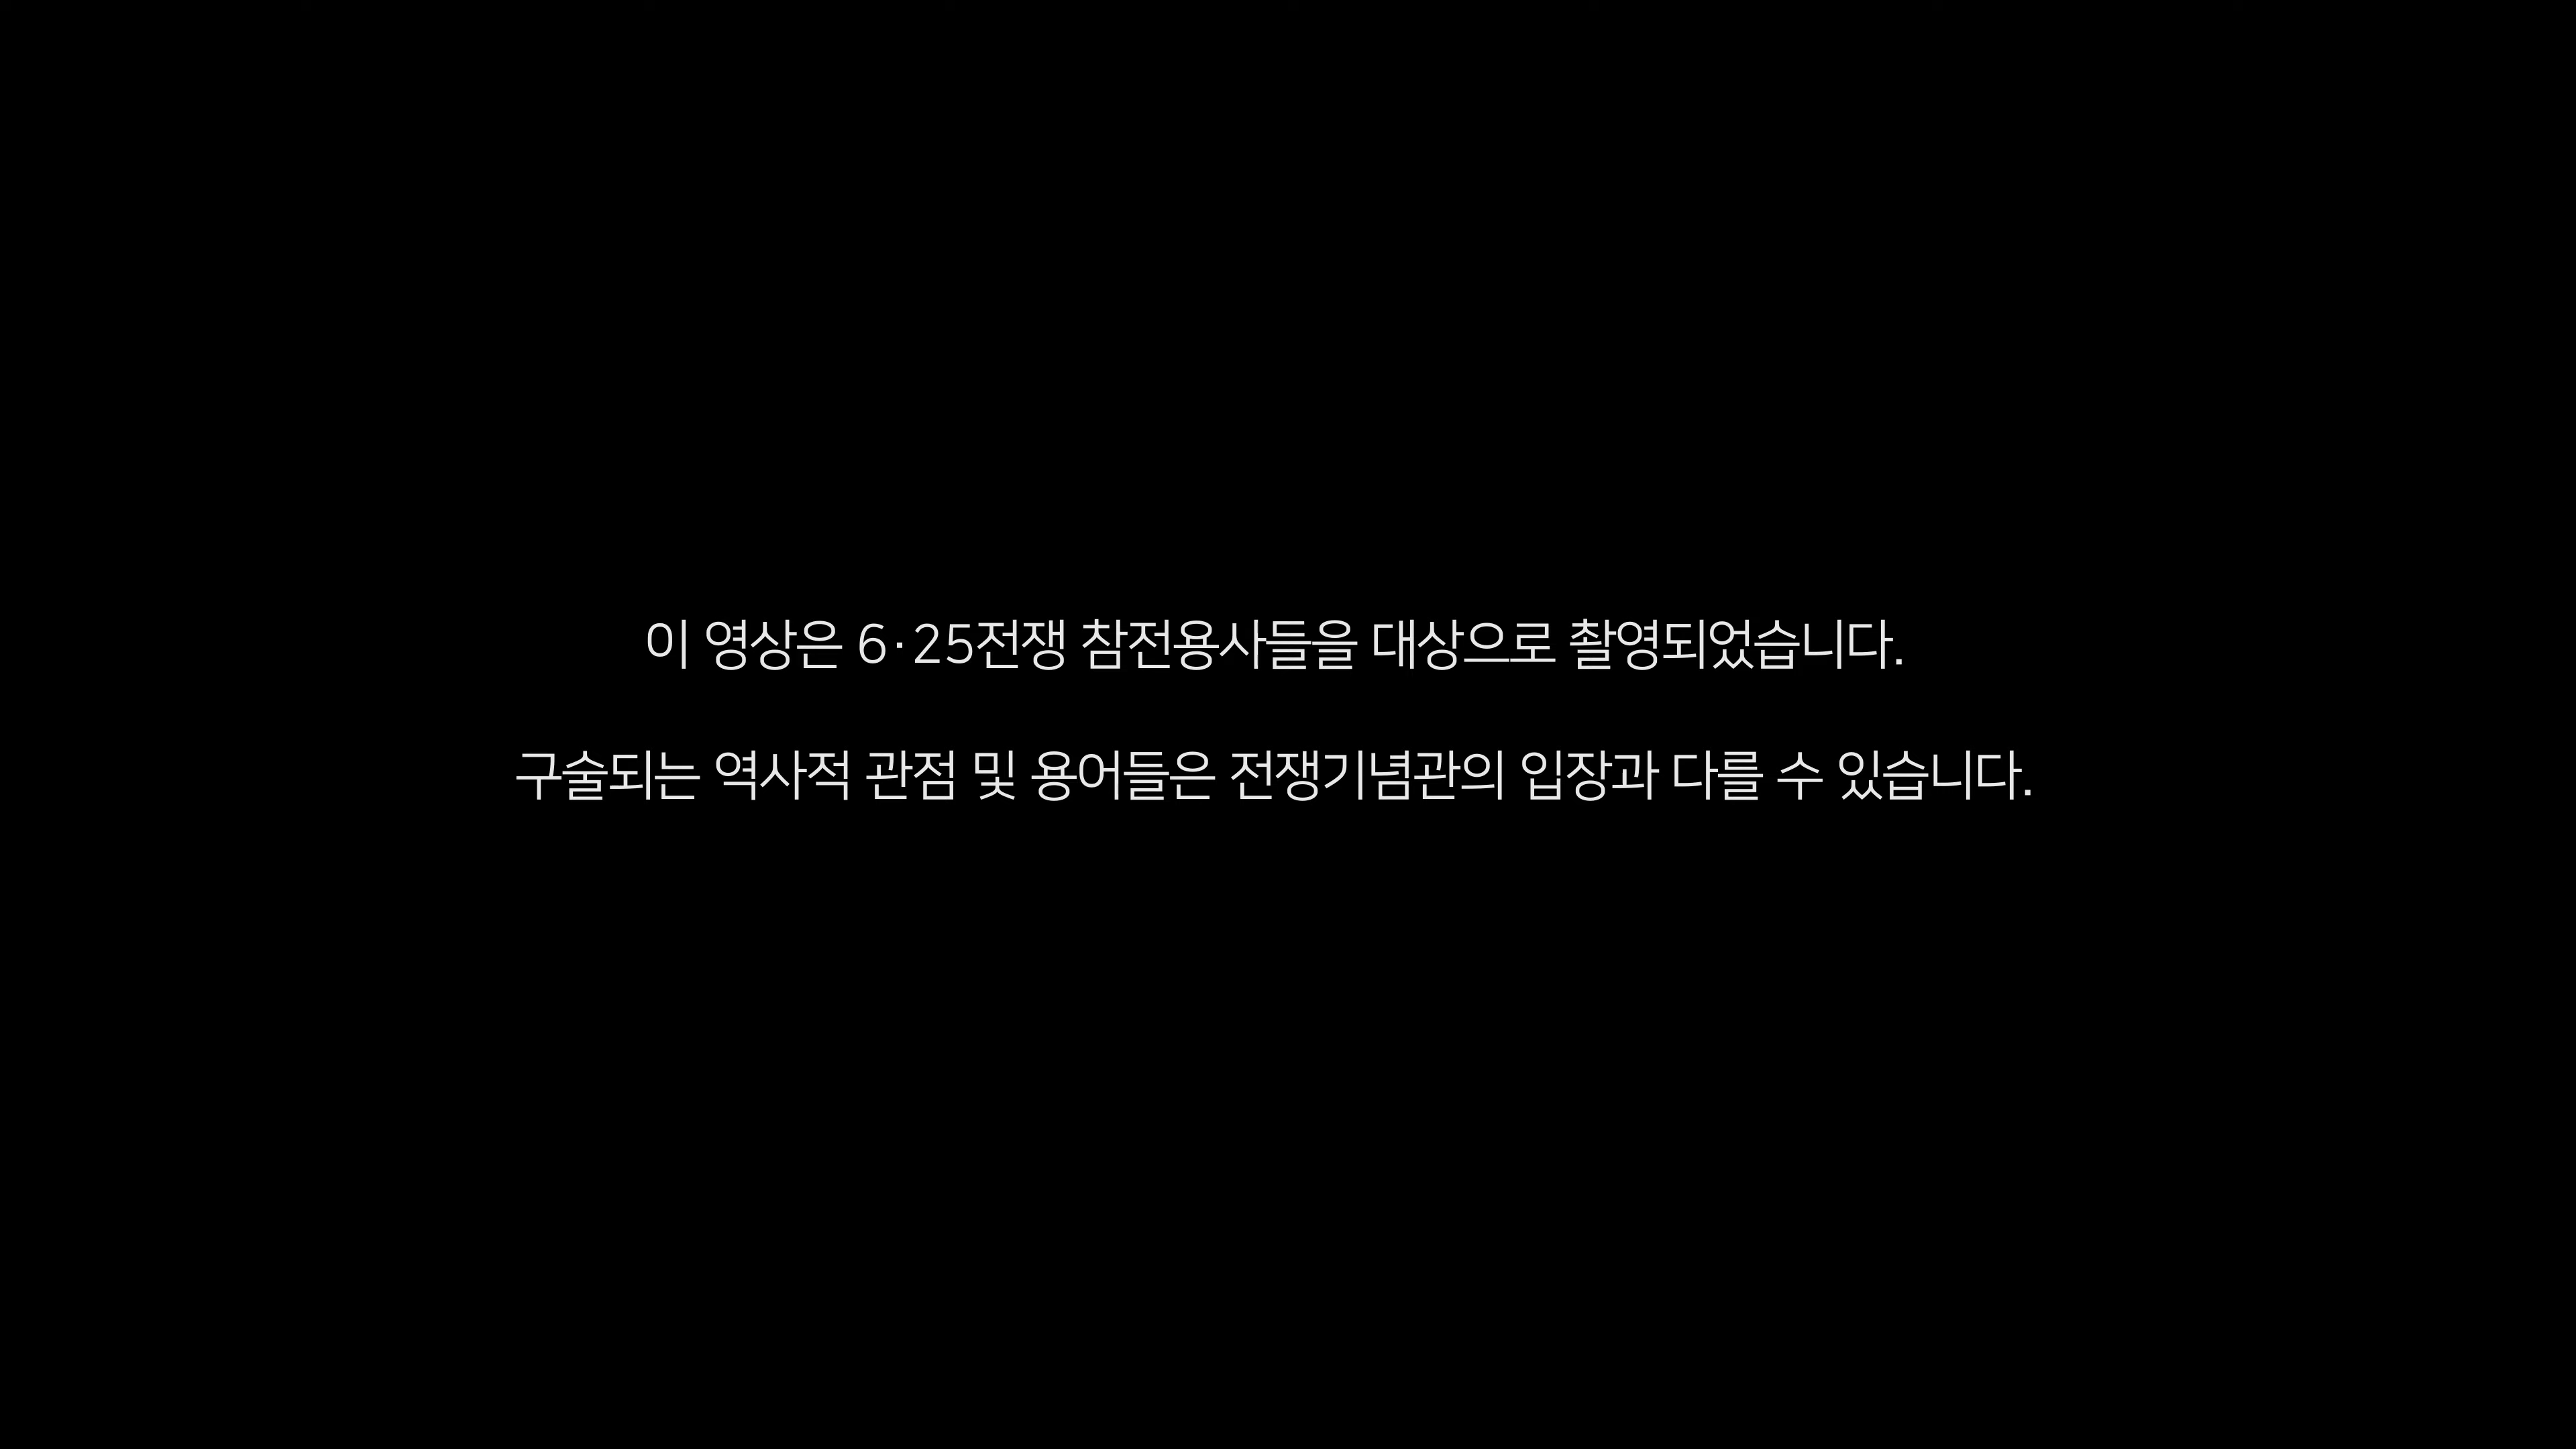 이 영상은 6·25전쟁 참전용사들을 대상으로 촬영되었습니다.
구술되는 역사적 관점 및 용어들은 전쟁기념관의 입장과 다를 수 있습니다.